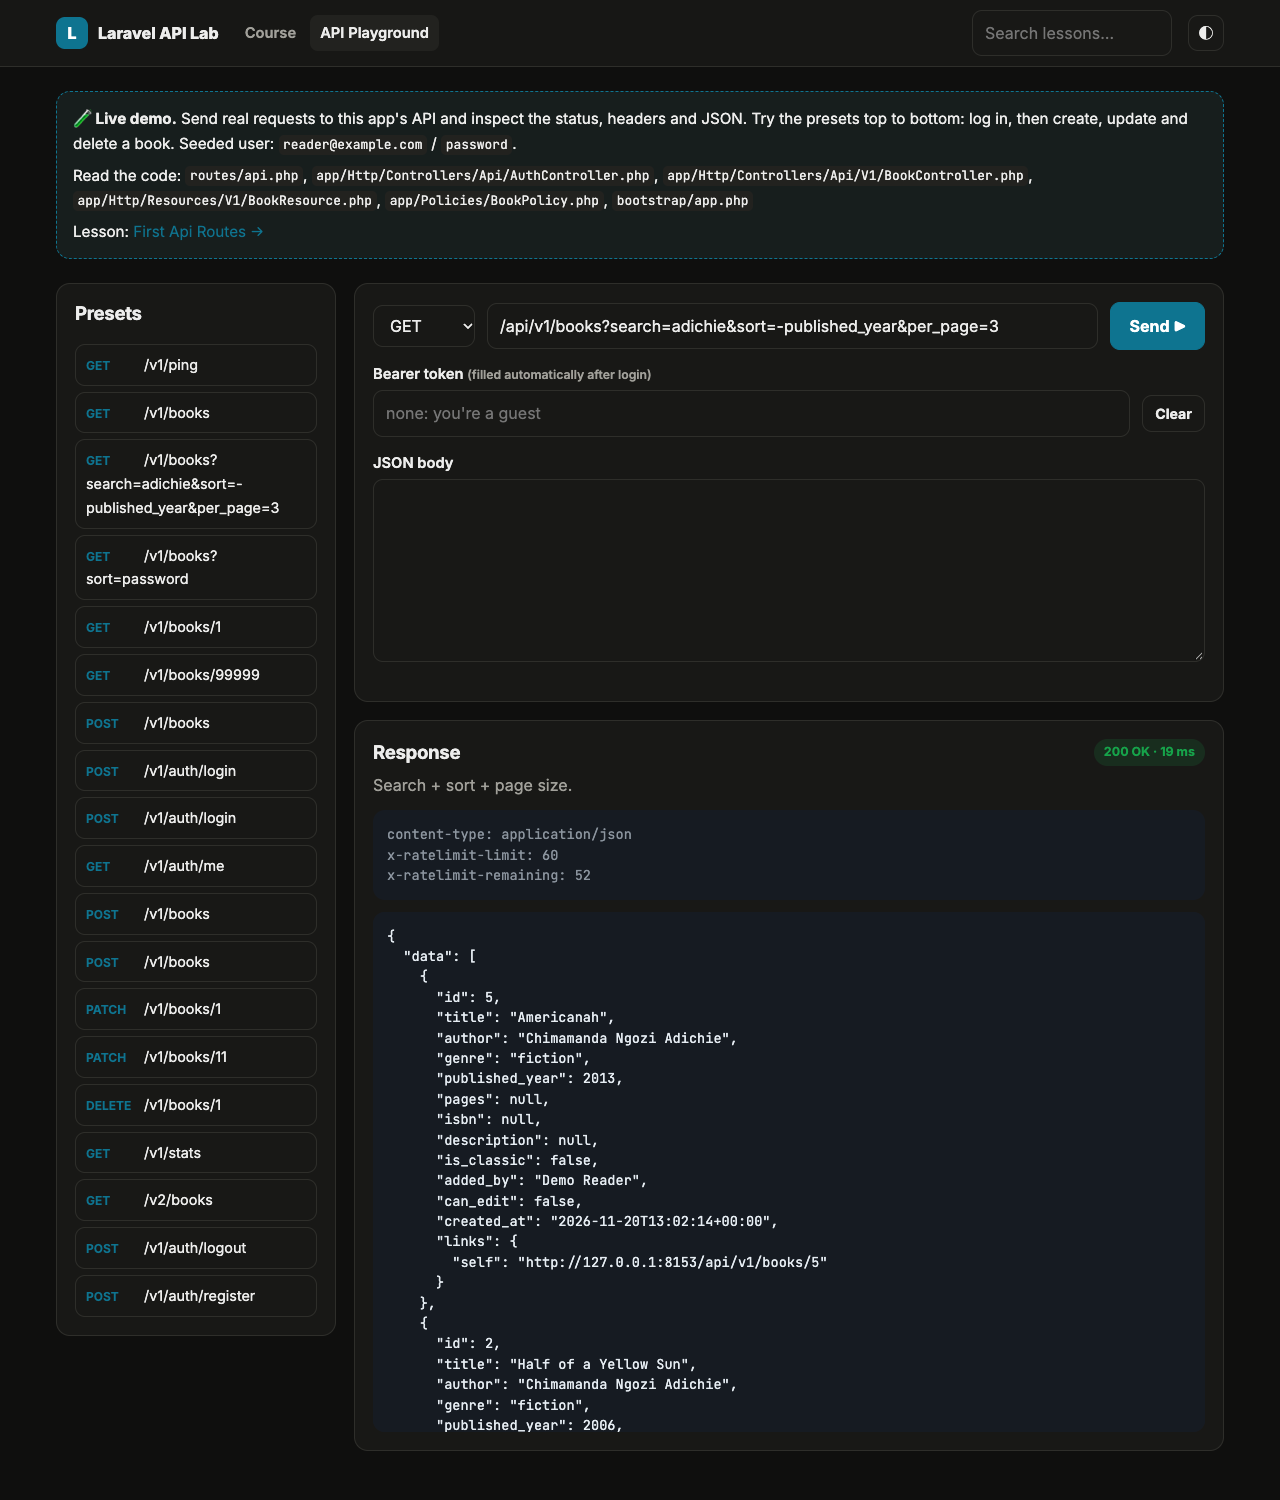 L Laravel API Lab Course API Playground Search lessons...
Live demo. Send real requests to this app's API and inspect the status, headers and JSON. Try the presets top to bottom: log in, then create, update and
delete a book. Seeded user: reader@example.com / password .
Read the code: routes/api.php , app/Http/Controllers/Api/AuthController.php , app/Http/Controllers/Api/V1/BookController.php ,
app/Http/Resources/V1/BookResource.php , app/Policies/BookPolicy.php , bootstrap/app.php
Lesson: First Api Routes →
Presets
GET /v1/ping
GET /v1/books
GET /v1/books?
search=adichie&sort=-
published_year&per_page=3
GET /v1/books?
sort=password
GET /v1/books/1
GET /v1/books/99999
POST /v1/books
POST /v1/auth/login
POST /v1/auth/login
GET /v1/auth/me
POST /v1/books
POST /v1/books
PATCH /v1/books/1
PATCH /v1/books/11
DELETE /v1/books/1
GET /v1/stats
GET /v2/books
POST /v1/auth/logout
POST /v1/auth/register
GET /api/v1/books?search=adichie&sort=-published_year&per_page=3 Send ▶
Bearer token (filled automatically after login)
none: you're a guest Clear
JSON body
Response 200 OK · 19 ms
Search + sort + page size.
content-type: application/json
x-ratelimit-limit: 60
x-ratelimit-remaining: 52
{
"data": [
{
"id": 5,
"title": "Americanah",
"author": "Chimamanda Ngozi Adichie",
"genre": "fiction",
"published_year": 2013,
"pages": null,
"isbn": null,
"description": null,
"is_classic": false,
"added_by": "Demo Reader",
"can_edit": false,
"created_at": "2026-11-20T13:02:14+00:00",
"links": {
"self": "http://127.0.0.1:8153/api/v1/books/5"
}
},
{
"id": 2,
"title": "Half of a Yellow Sun",
"author": "Chimamanda Ngozi Adichie",
"genre": "fiction",
"published_year": 2006,